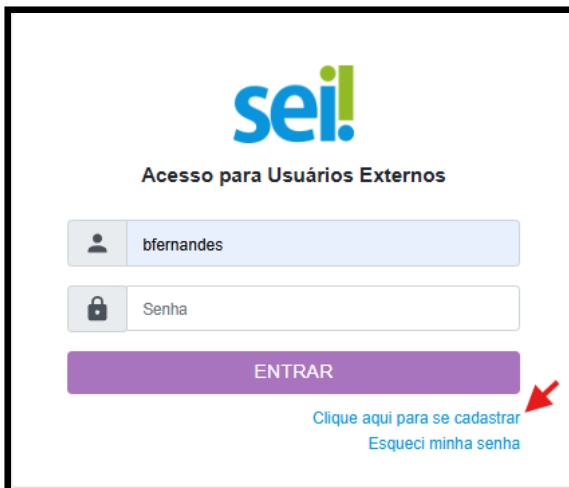 sei!
Acesso para Usuários Externos
bfernandes
Senha
ENTRAR
Clique aqui para se cadastrar
Esqueci minha senha